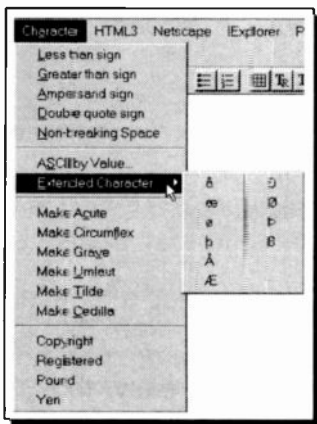 Character HTML3 Netscape IExplorer P
Less than sign
Greater than sign
Ampersand sign
Double quote sign
Non-breaking Space
ASCII by Value...
Extended Character
Make Acute
Make Circumflex
Make Grave
Make Umlaut
Make Tilde
Make Cedilla
Copyright
Registered
Pound
Yen
å
æ
ø
þ
Å
Æ
Ø
Þ